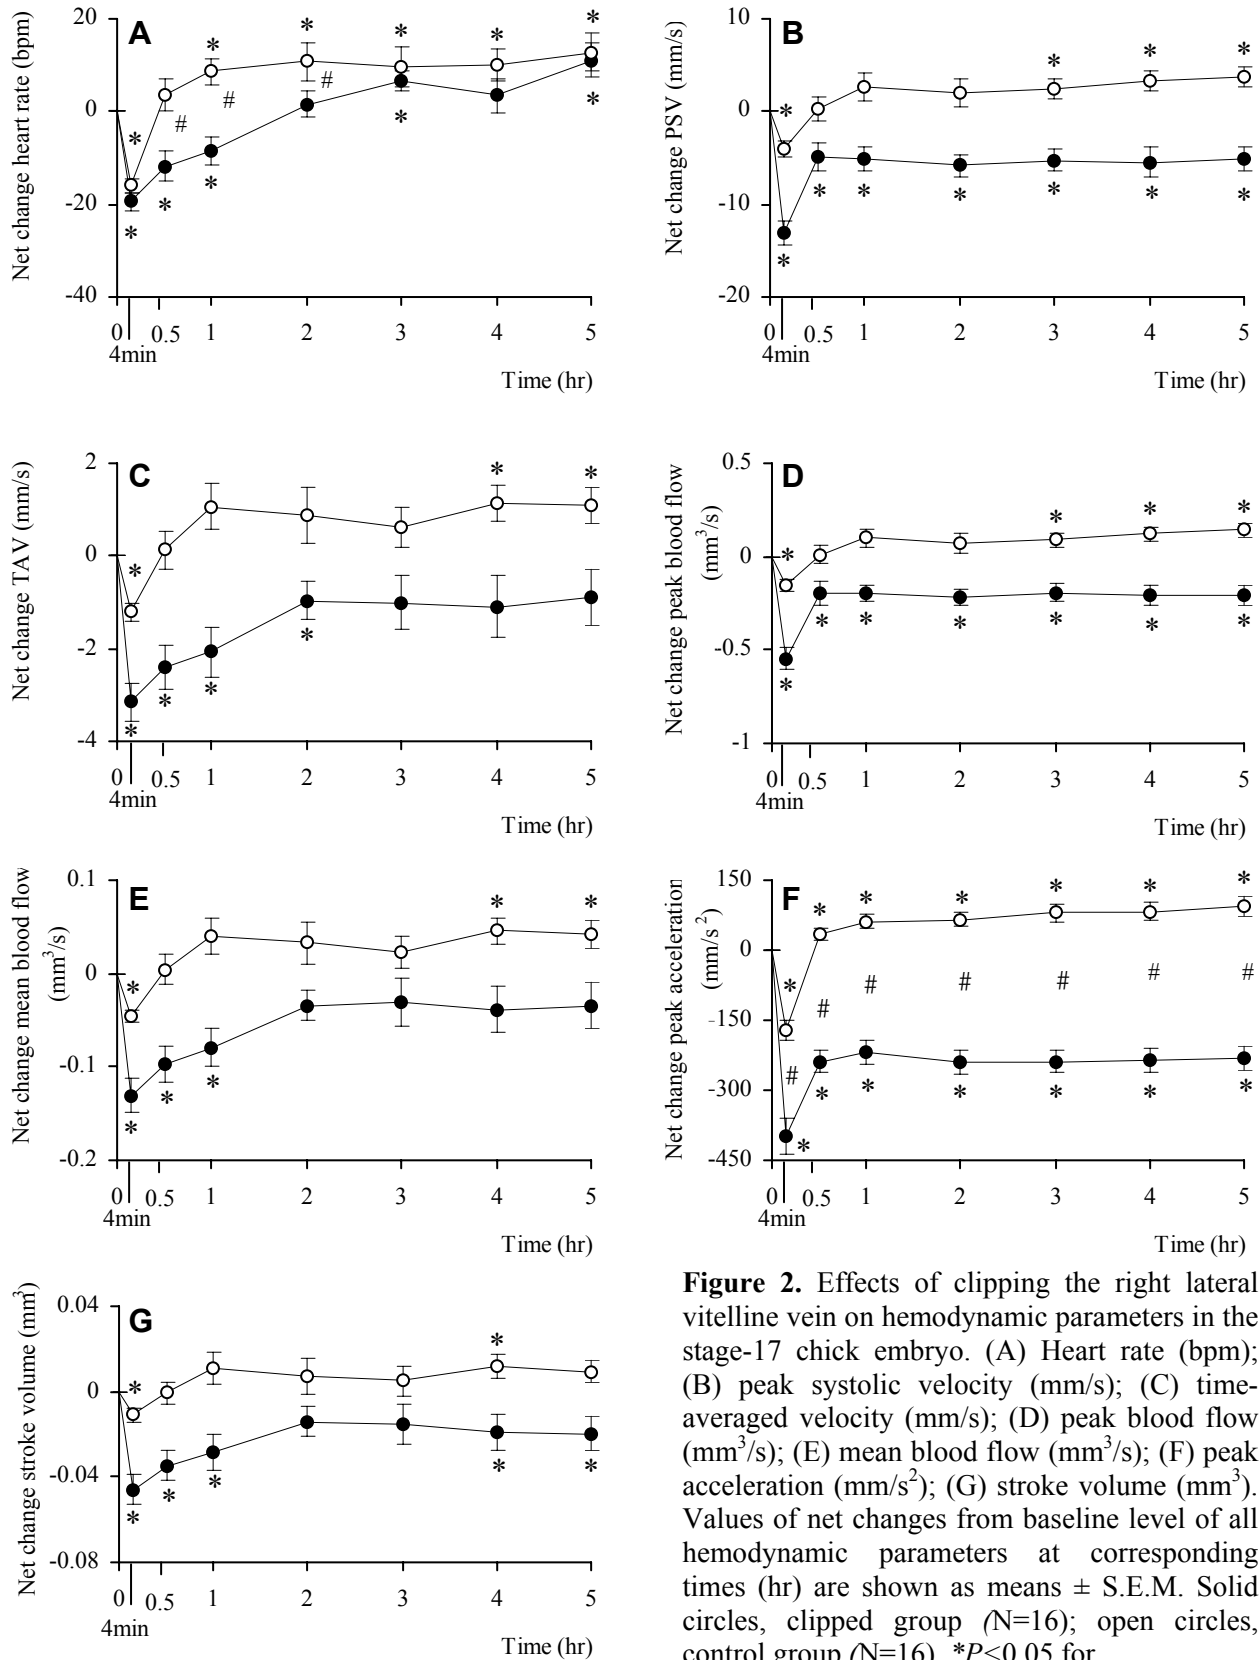 A
Net change heart rate (bpm)
20
0
-20
-40
* * * * * *
# # #
* * * * *
0 4min 0.5 1 2 3 4 5
Time (hr)
B
Net change PSV (mm/s)
10
0
-10
-20
* * * *
* * * * * * *
0 4min 0.5 1 2 3 4 5
Time (hr)
C
Net change TAV (mm/s)
2
0
-2
-4
* * *
* * * *
0 4min 0.5 1 2 3 4 5
Time (hr)
D
Net change peak blood flow
(mm³/s)
0.5
0
-0.5
-1
* * * *
* * * * * * *
0 4min 0.5 1 2 3 4 5
Time (hr)
E
Net change mean blood flow
(mm³/s)
0.1
0
-0.1
-0.2
* * *
* * *
0 4min 0.5 1 2 3 4 5
Time (hr)
F
Net change peak acceleration
(mm/s²)
150
0
-150
-300
-450
* * * * * * *
# # # # # # #
* * * * * * *
0 4min 0.5 1 2 3 4 5
Time (hr)
G
Net change stroke volume (mm³)
0.04
0
-0.04
-0.08
* *
* * * * *
0 4min 0.5 1 2 3 4 5
Time (hr)
Figure 2. Effects of clipping the right lateral
vitelline vein on hemodynamic parameters in the
stage-17 chick embryo. (A) Heart rate (bpm);
(B) peak systolic velocity (mm/s); (C) time-
averaged velocity (mm/s); (D) peak blood flow
(mm³/s); (E) mean blood flow (mm³/s); (F) peak
acceleration (mm/s²); (G) stroke volume (mm³).
Values of net changes from baseline level of all
hemodynamic parameters at corresponding
times (hr) are shown as means ± S.E.M. Solid
circles, clipped group (N=16); open circles,
control group (N=16). *P<0.05 for